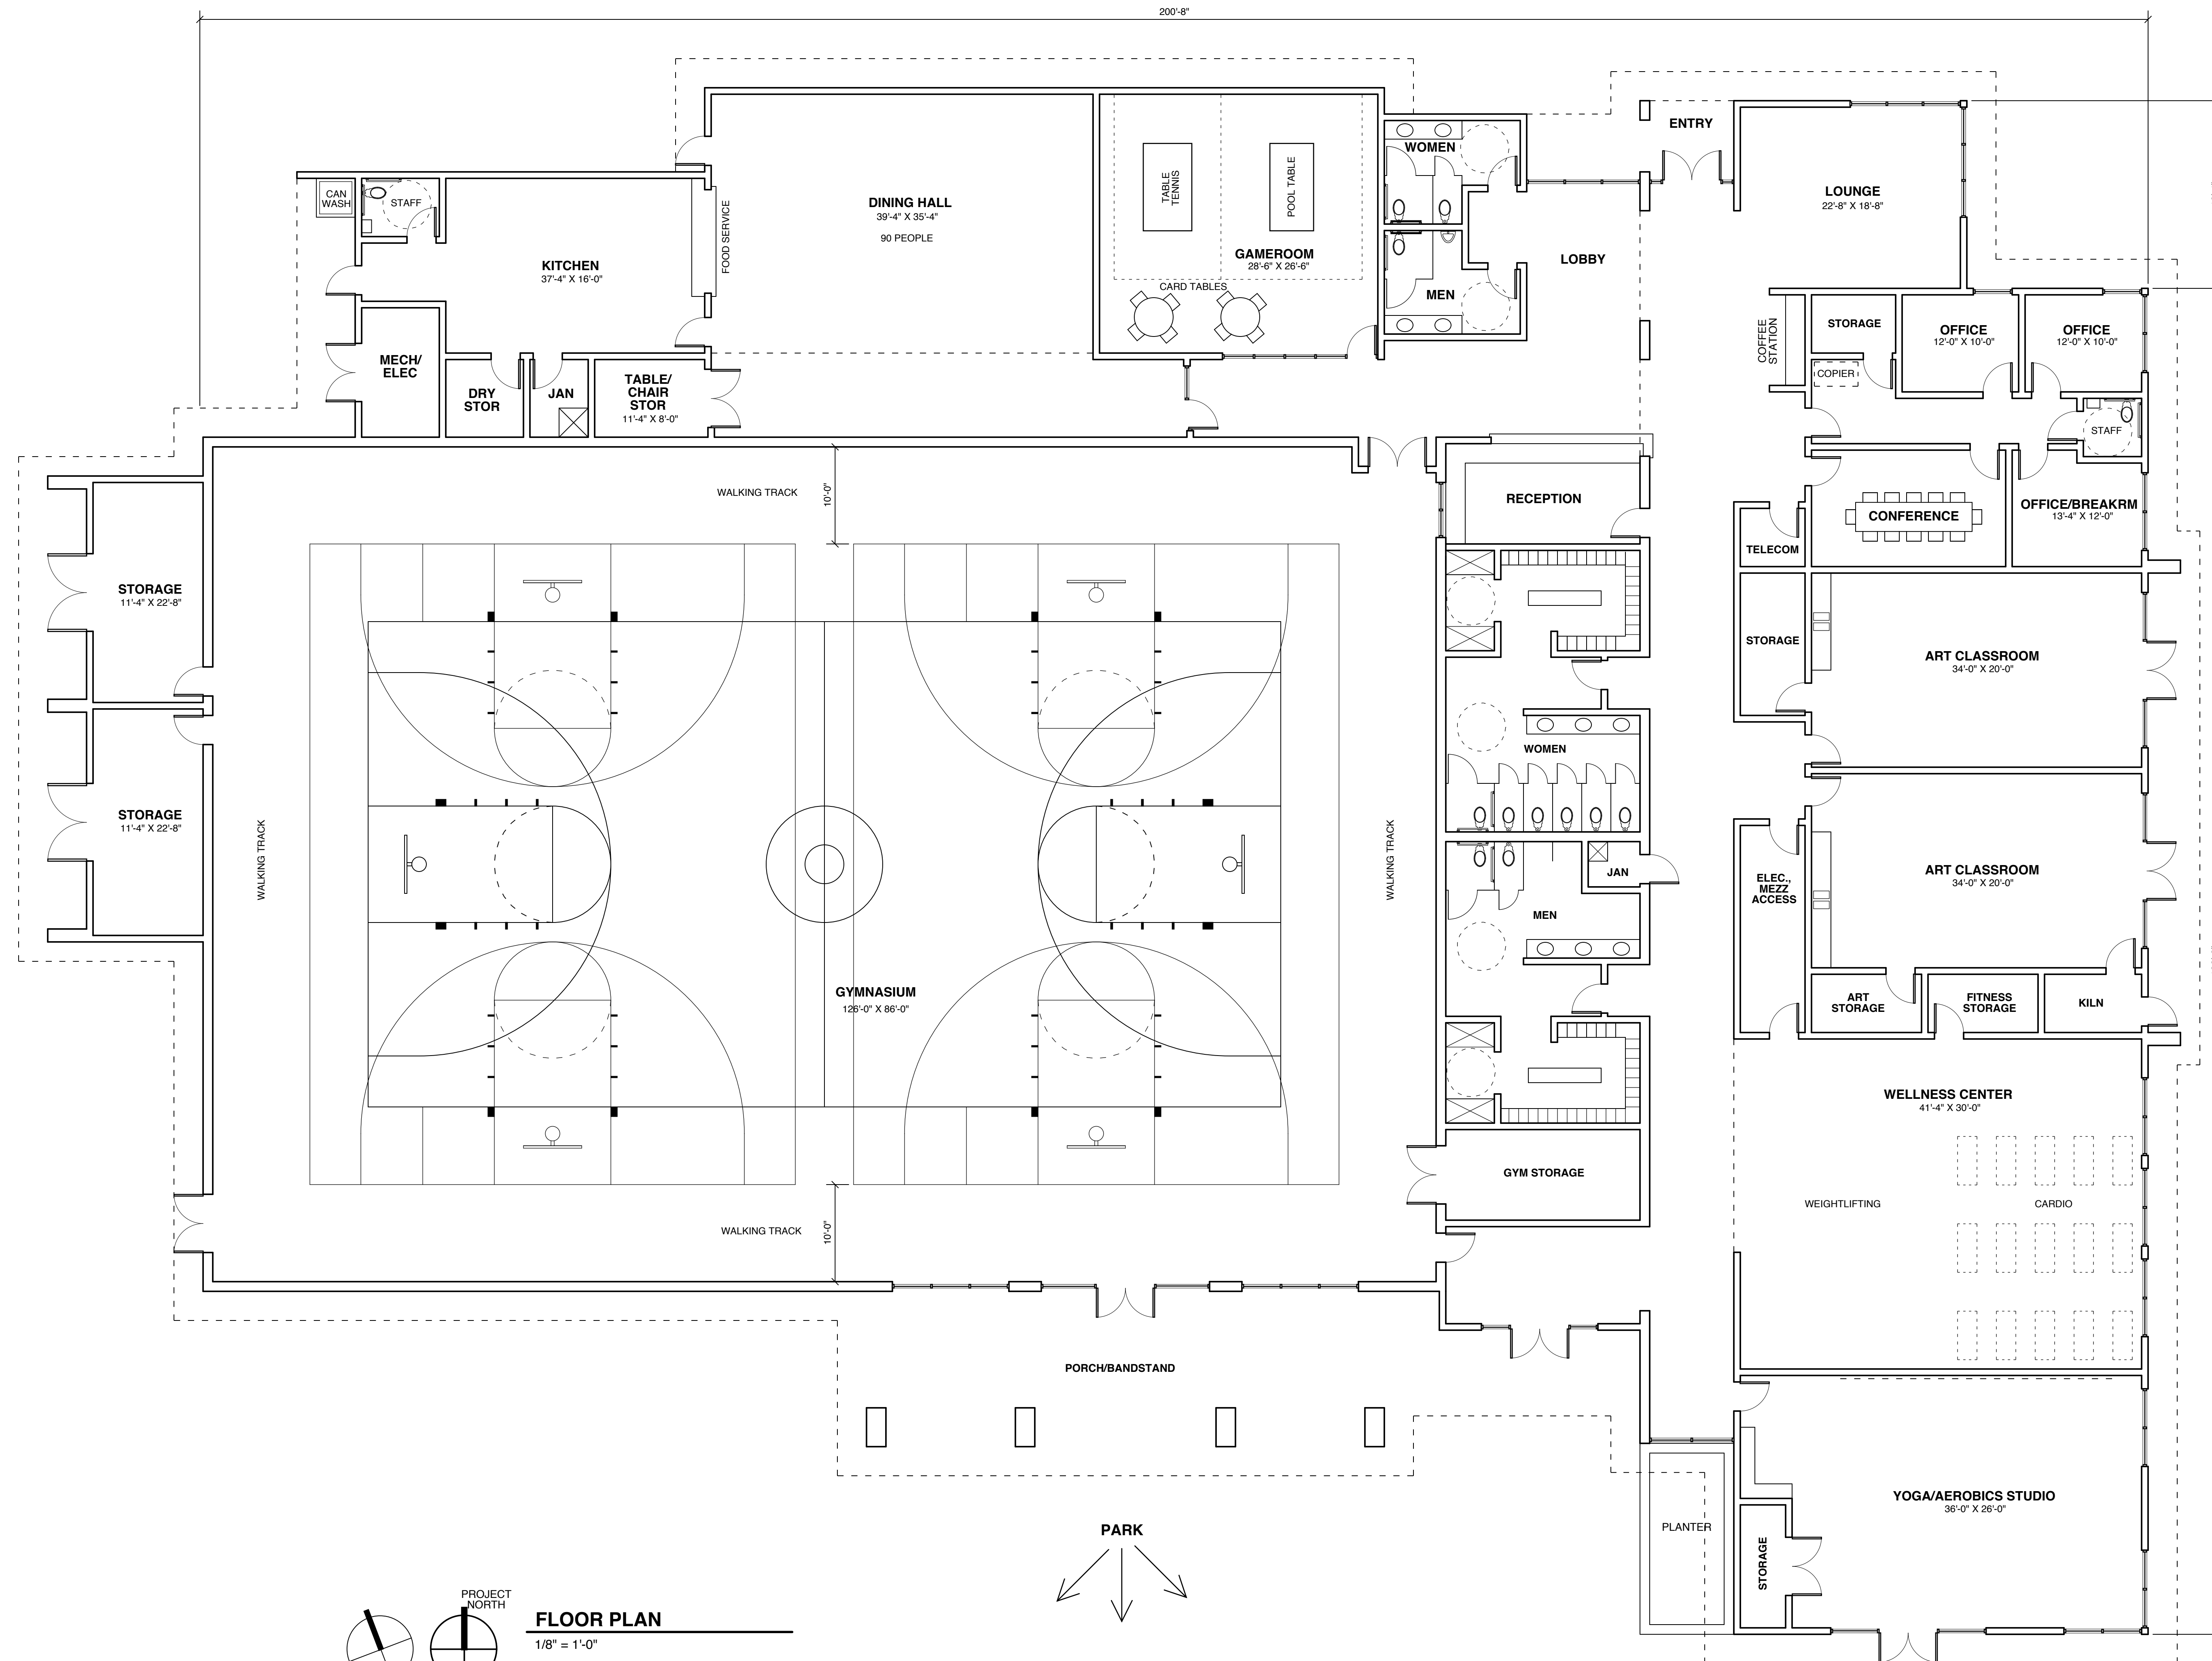 200'-8"
ENTRY
WOMEN
CAN
WASH
STAFF
FOOD SERVICE
DINING HALL
39'-4" X 35'-4"
90 PEOPLE
TABLE
TENNIS
POOL TABLE
LOUNGE
22'-8" X 18'-8"
KITCHEN
37'-4" X 16'-0"
GAMEROOM
28'-6" X 26'-6"
CARD TABLES
MEN
LOBBY
COFFEE
STATION
STORAGE
OFFICE
12'-0" X 10'-0"
OFFICE
12'-0" X 10'-0"
COPIER
MECH/
ELEC
DRY
STOR
JAN
TABLE/
CHAIR
STOR
11'-4" X 8'-0"
STAFF
WALKING TRACK
10'-0"
RECEPTION
CONFERENCE
OFFICE/BREAKRM
13'-4" X 12'-0"
TELECOM
STORAGE
11'-4" X 22'-8"
STORAGE
ART CLASSROOM
34'-0" X 20'-0"
WOMEN
STORAGE
11'-4" X 22'-8"
WALKING TRACK
WALKING TRACK
JAN
ELEC.,
MEZZ
ACCESS
ART CLASSROOM
34'-0" X 20'-0"
MEN
GYMNASIUM
126'-0" X 86'-0"
ART
STORAGE
FITNESS
STORAGE
KILN
WELLNESS CENTER
41'-4" X 30'-0"
GYM STORAGE
WEIGHTLIFTING
CARDIO
WALKING TRACK
10'-0"
PORCH/BANDSTAND
YOGA/AEROBICS STUDIO
36'-0" X 26'-0"
PARK
PLANTER
STORAGE
PROJECT
NORTH
FLOOR PLAN
1/8" = 1'-0"